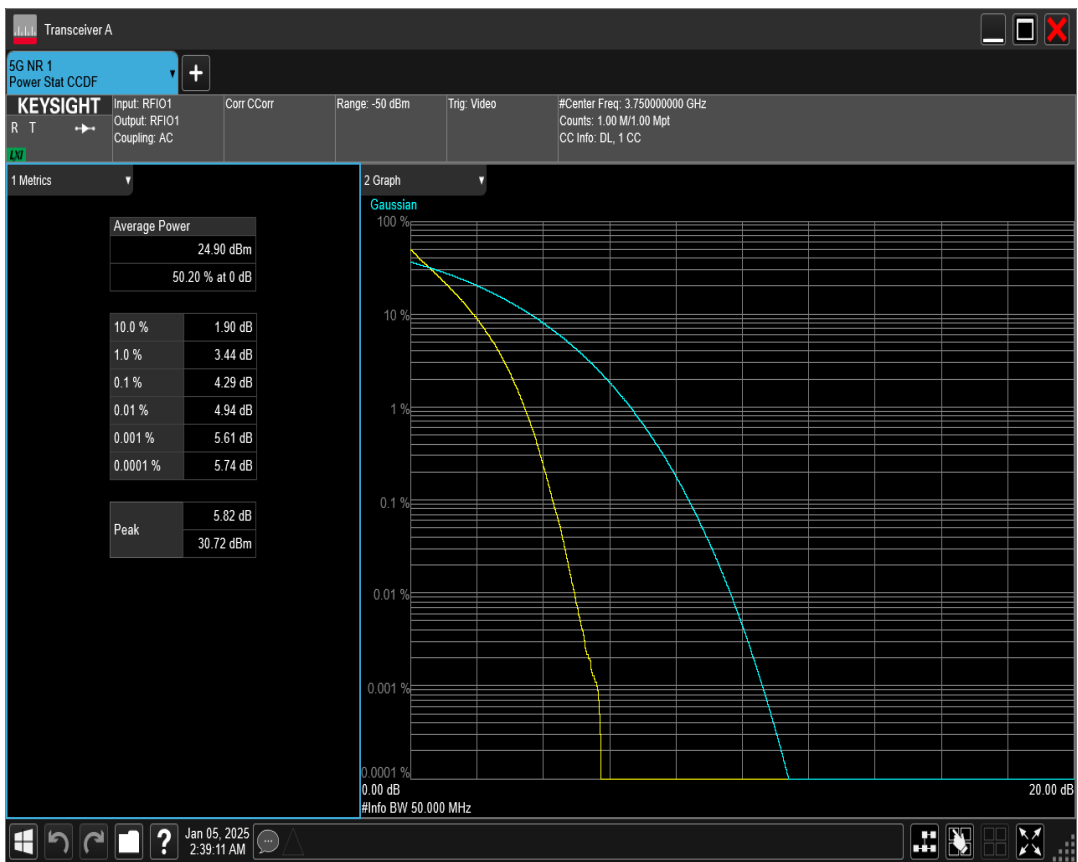 Transceiver A
5G NR 1
Power Stat CCDF
+
KEYSIGHT
R T
LXI
Input: RFIO1
Output: RFIO1
Coupling: AC
Corr CCorr
Range: -50 dBm
Trig: Video
#Center Freq: 3.750000000 GHz
Counts: 1.00 M/1.00 Mpt
CC Info: DL, 1 CC
1 Metrics
Average Power
24.90 dBm
50.20 % at 0 dB
10.0 % 1.90 dB
1.0 % 3.44 dB
0.1 % 4.29 dB
0.01 % 4.94 dB
0.001 % 5.61 dB
0.0001 % 5.74 dB
Peak
5.82 dB
30.72 dBm
2 Graph
Gaussian
100 %
10 %
1 %
0.1 %
0.01 %
0.001 %
0.0001 %
0.00 dB 20.00 dB
#Info BW 50.000 MHz
?
Jan 05, 2025
2:39:11 AM